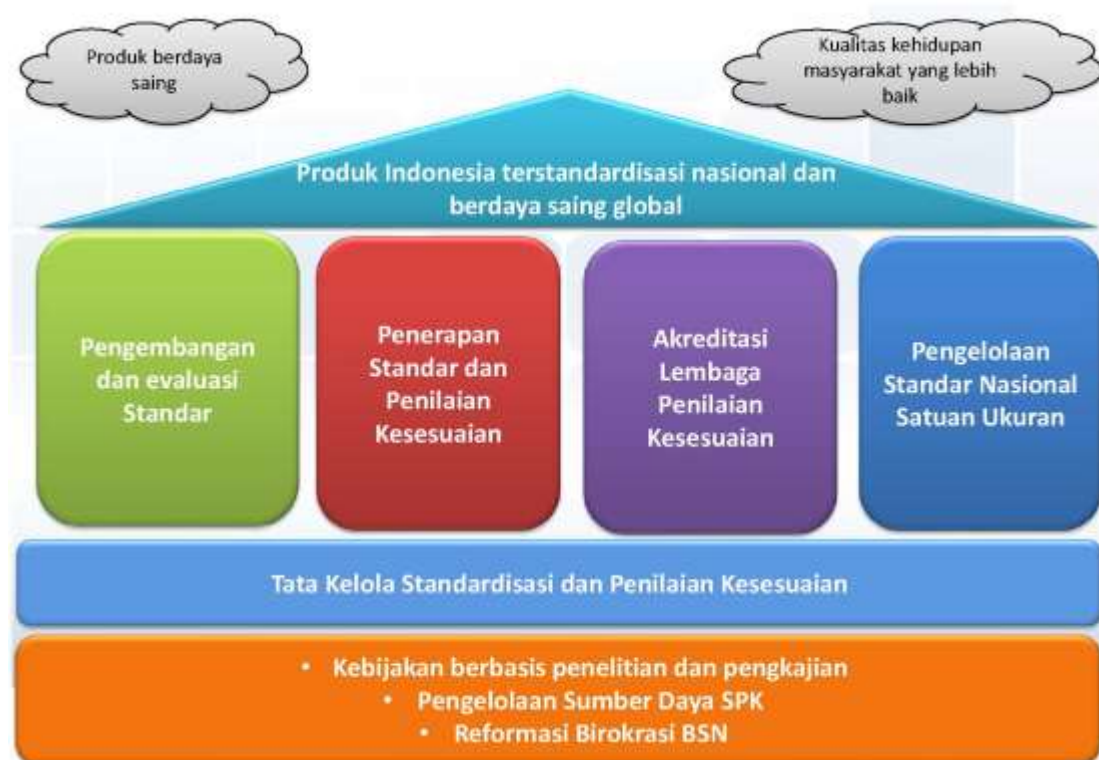 Produk berdaya
saing
Kualitas kehidupan
masyarakat yang lebih
baik
Produk Indonesia terstandardisasi nasional dan
berdaya saing global
Pengembangan
dan evaluasi
Standar
Penerapan
Standar dan
Penilaian
Kesesuaian
Akreditasi
Lembaga
Penilaian
Kesesuaian
Pengelolaan
Standar Nasional
Satuan Ukuran
Tata Kelola Standardisasi dan Penilaian Kesesuaian
• Kebijakan berbasis penelitian dan pengkajian
• Pengelolaan Sumber Daya SPK
• Reformasi Birokrasi BSN